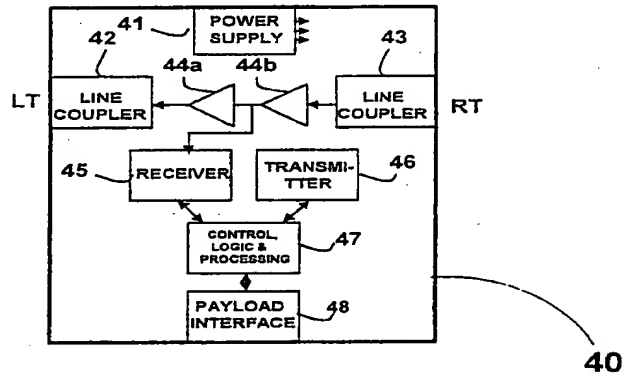 41
POWER
SUPPLY
42
43
44a
44b
LT
LINE
COUPLER
LINE
COUPLER
RT
45
RECEIVER
TRANSMI-
TTER
46
CONTROL,
LOGIC &
PROCESSING
47
PAYLOAD
INTERFACE
48
40